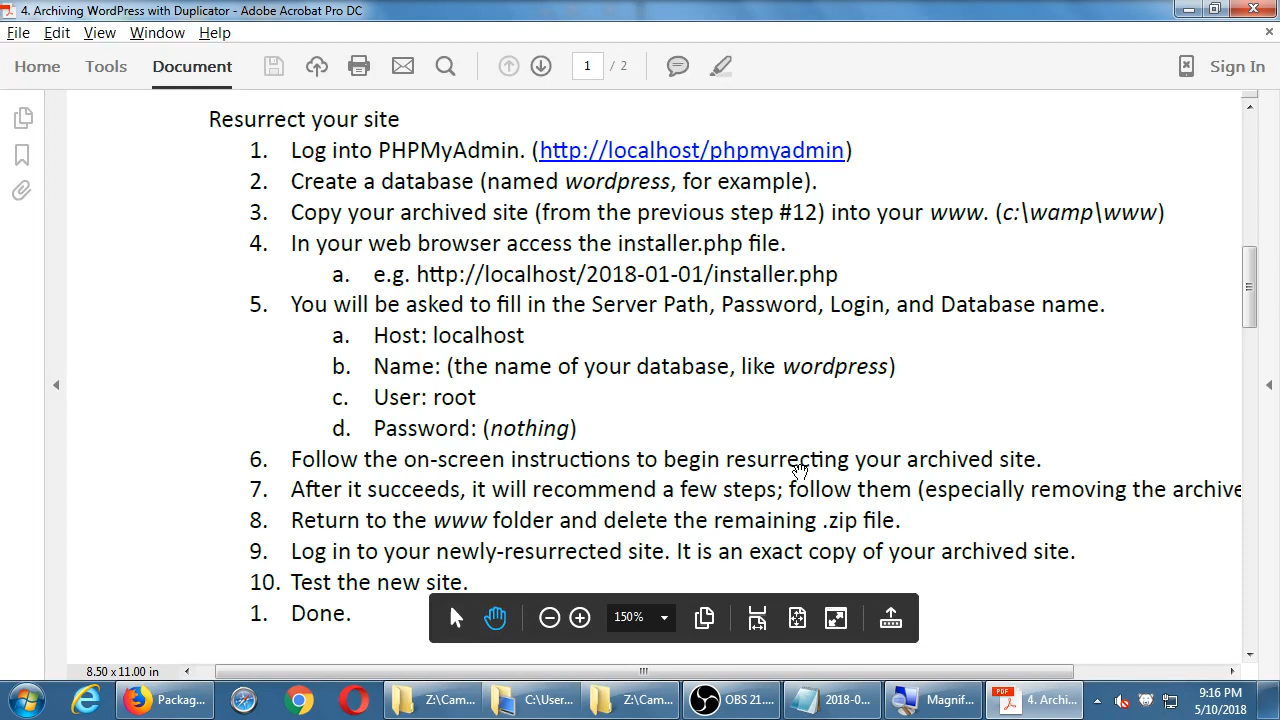 4. Archiving WordPress with Duplicator - Adobe Acrobat Pro DC
File Edit View Window Help
Home Tools Document 1 / 2 Sign In
Resurrect your site
1. Log into PHPMyAdmin. (http://localhost/phpmyadmin)
2. Create a database (named wordpress, for example).
3. Copy your archived site (from the previous step #12) into your www. (c:\wamp\www)
4. In your web browser access the installer.php file.
a. e.g. http://localhost/2018-01-01/installer.php
5. You will be asked to fill in the Server Path, Password, Login, and Database name.
a. Host: localhost
b. Name: (the name of your database, like wordpress)
c. User: root
d. Password: (nothing)
6. Follow the on-screen instructions to begin resurrecting your archived site.
7. After it succeeds, it will recommend a few steps; follow them (especially removing the archive
8. Return to the www folder and delete the remaining .zip file.
9. Log in to your newly-resurrected site. It is an exact copy of your archived site.
10. Test the new site.
1. Done.
150%
8.50 x 11.00 in
Packag... Z:\Cam... C:\User... Z:\Cam... OBS 21.... 2018-0... Magnif... PDF 4. Archi... 9:16 PM
5/10/2018